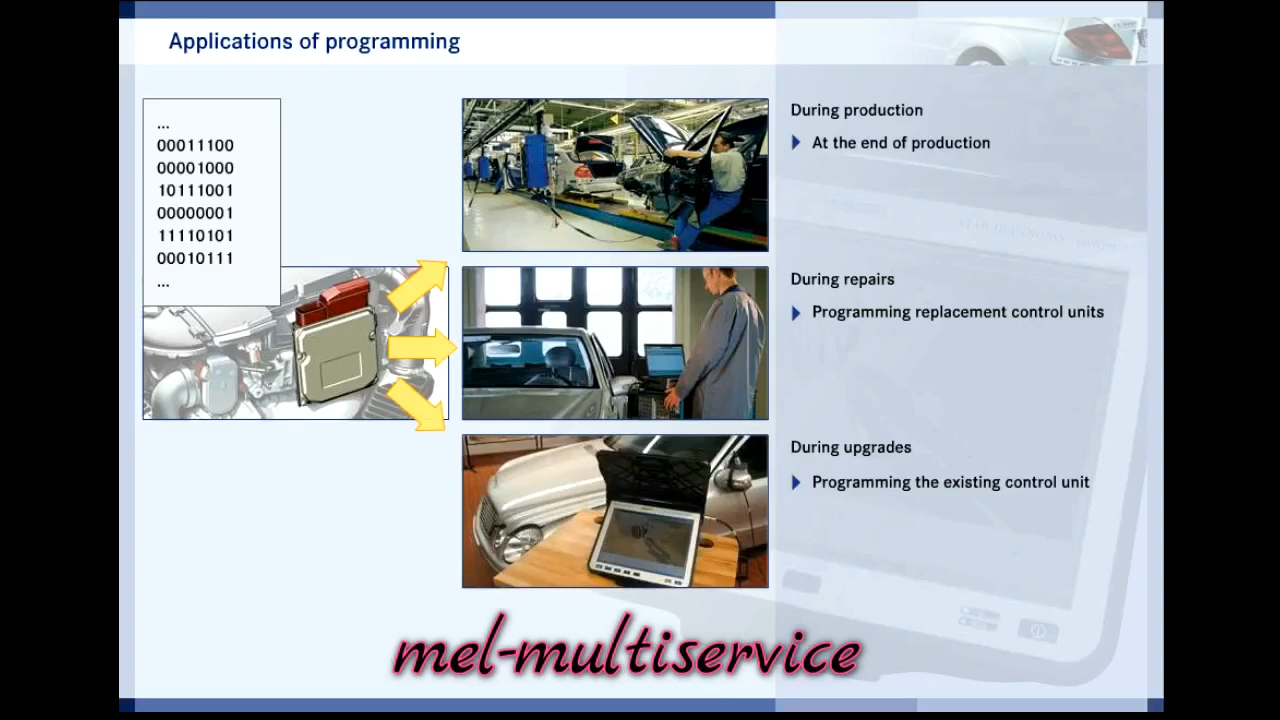 Applications of programming
...
00011100
00001000
10111001
00000001
11110101
00010111
...
During production
At the end of production
During repairs
Programming replacement control units
During upgrades
Programming the existing control unit
mel-multiservice